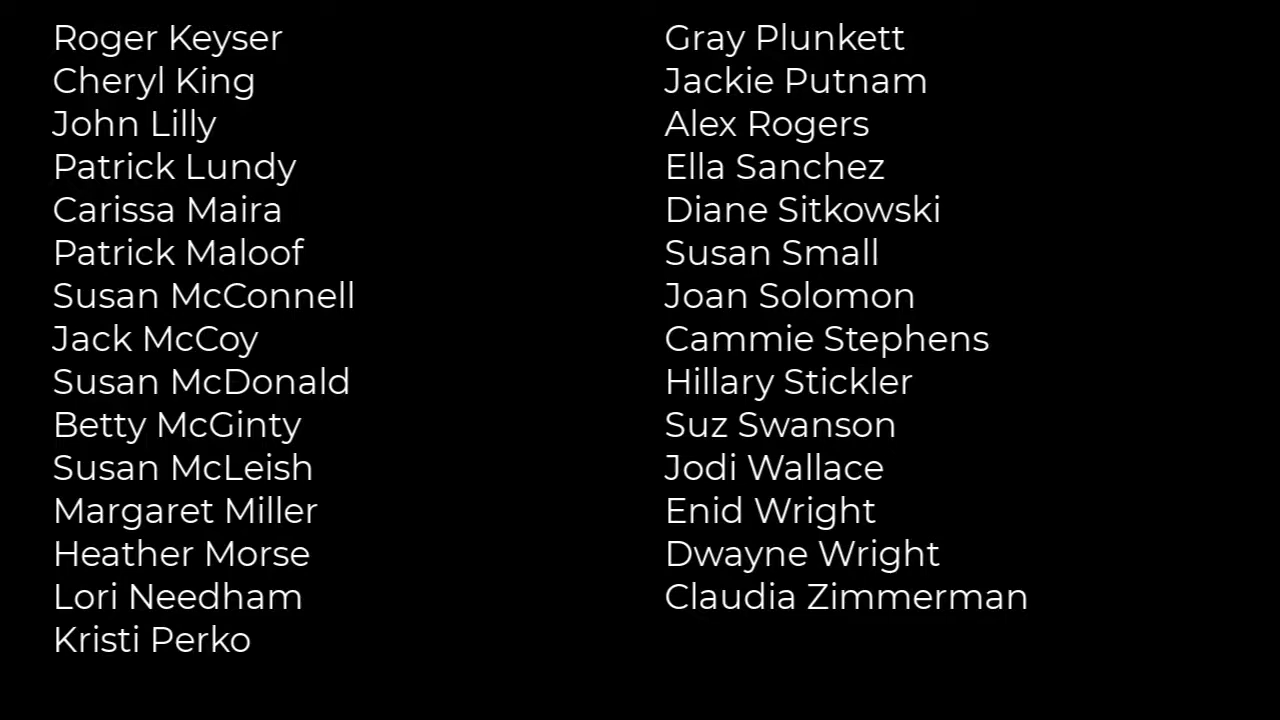 Roger Keyser
Cheryl King
John Lilly
Patrick Lundy
Carissa Maira
Patrick Maloof
Susan McConnell
Jack McCoy
Susan McDonald
Betty McGinty
Susan McLeish
Margaret Miller
Heather Morse
Lori Needham
Kristi Perko
Gray Plunkett
Jackie Putnam
Alex Rogers
Ella Sanchez
Diane Sitkowski
Susan Small
Joan Solomon
Cammie Stephens
Hillary Stickler
Suz Swanson
Jodi Wallace
Enid Wright
Dwayne Wright
Claudia Zimmerman